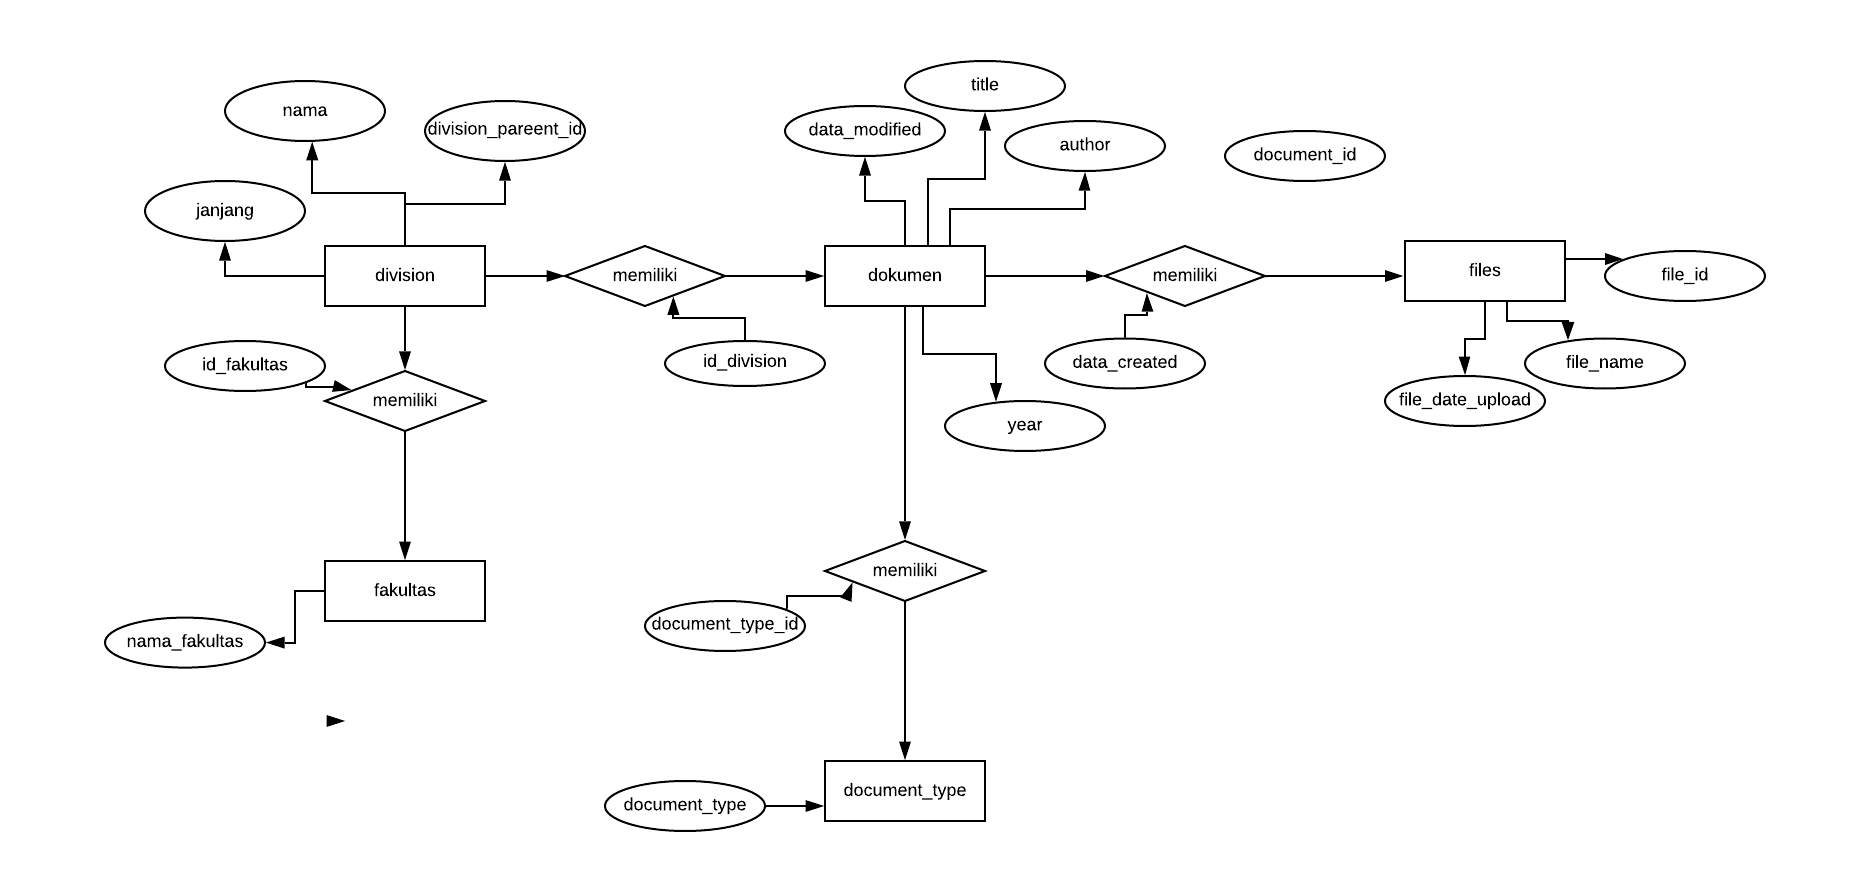 title
nama
division_pareent_id
data_modified
author
document_id
janjang
division
memiliki
dokumen
memiliki
files
file_id
id_fakultas
id_division
data_created
file_name
memiliki
file_date_upload
year
memiliki
fakultas
document_type_id
nama_fakultas
document_type
document_type